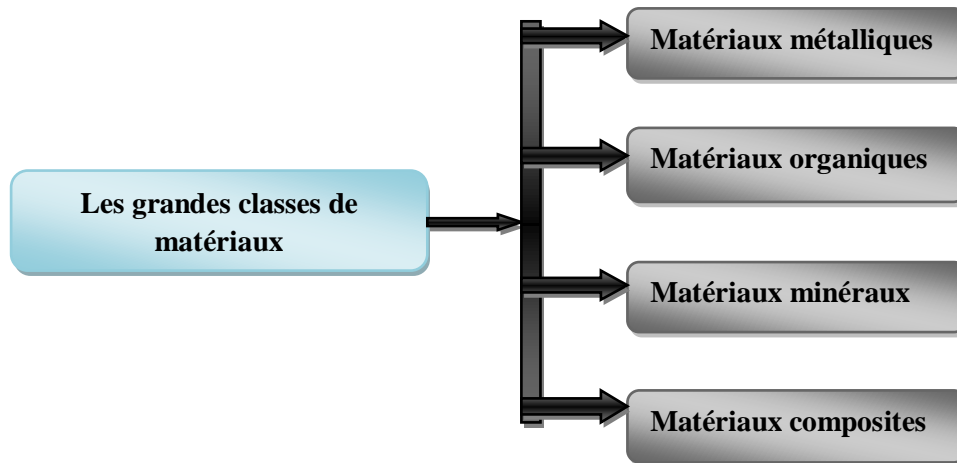 Les grandes classes de
matériaux
Matériaux métalliques
Matériaux organiques
Matériaux minéraux
Matériaux composites